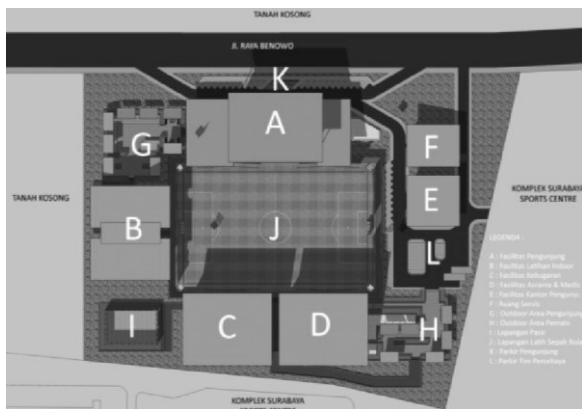 TANAH KOSONG
JL. RAYA BENOWO
K
A
G
F
TANAH KOSONG
E
KOMPLEK SURABAYA
SPORTS CENTRE
B
J
LEGENDA :
L
A : Fasilitas Pengunjung
B : Fasilitas Latihan Indoor
C : Fasilitas Kebugaran
D : Fasilitas Asrama & Medis
E : Fasilitas Kantor Pengurus
F : Ruang Servis
G : Outdoor Area Pengunjung
H : Outdoor Area Pemain
I : Lapangan Pasir
J : Lapangan Latih Sepak Bola
K : Parkir Pengunjung
L : Parkir Tim
I
C
D
H
KOMPLEK SURABAYA
SPORTS CENTRE